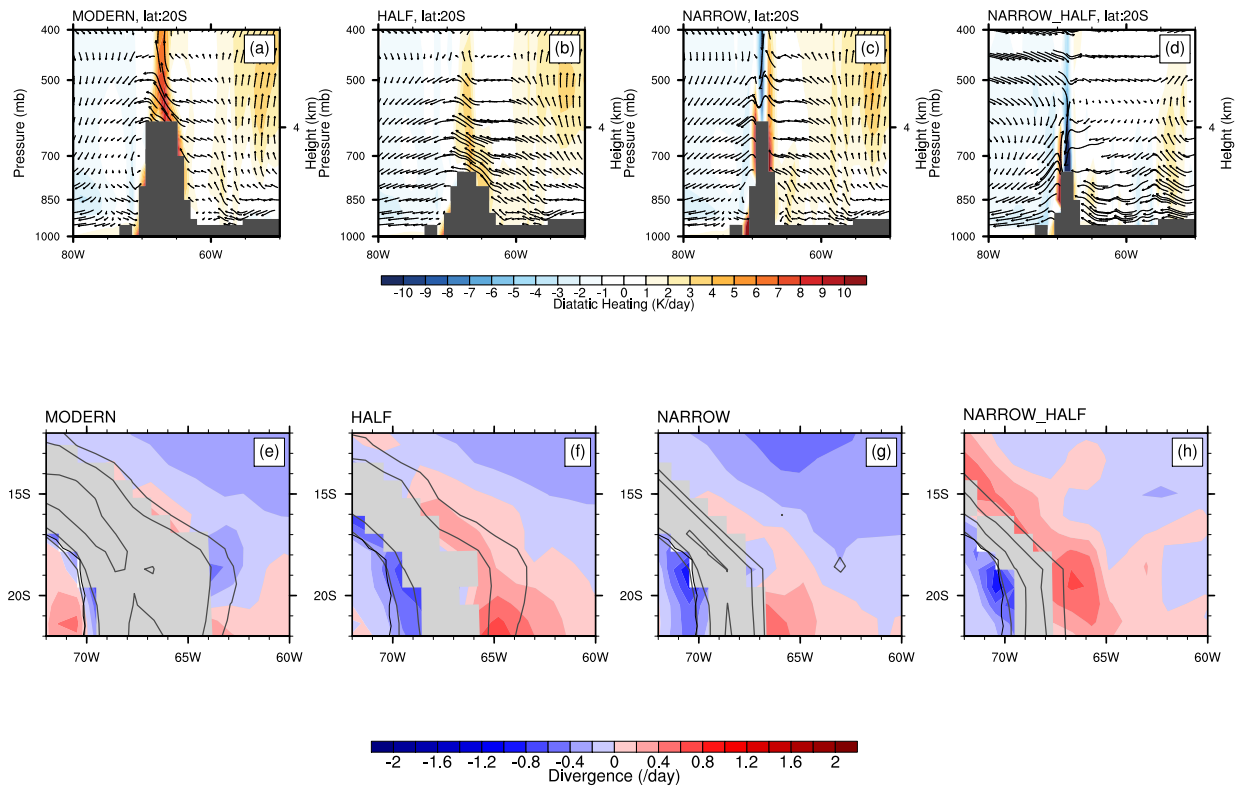 MODERN, lat:20S
HALF, lat:20S
NARROW, lat:20S
NARROW_HALF, lat:20S
(a)
(b)
(c)
(d)
Pressure (mb)
400
500
700
850
1000
80W
60W
4
Height (km)
Pressure (mb)
400
500
700
850
1000
80W
60W
4
Height (km)
Pressure (mb)
400
500
700
850
1000
80W
60W
4
Height (km)
Pressure (mb)
400
500
700
850
1000
80W
60W
4
Height (km)
-10 -9 -8 -7 -6 -5 -4 -3 -2 -1 0 1 2 3 4 5 6 7 8 9 10
Diatatic Heating (K/day)
MODERN
HALF
NARROW
NARROW_HALF
(e)
(f)
(g)
(h)
15S
20S
70W
65W
60W
15S
20S
70W
65W
60W
15S
20S
70W
65W
60W
15S
20S
70W
65W
60W
-2 -1.6 -1.2 -0.8 -0.4 0 0.4 0.8 1.2 1.6 2
Divergence (/day)